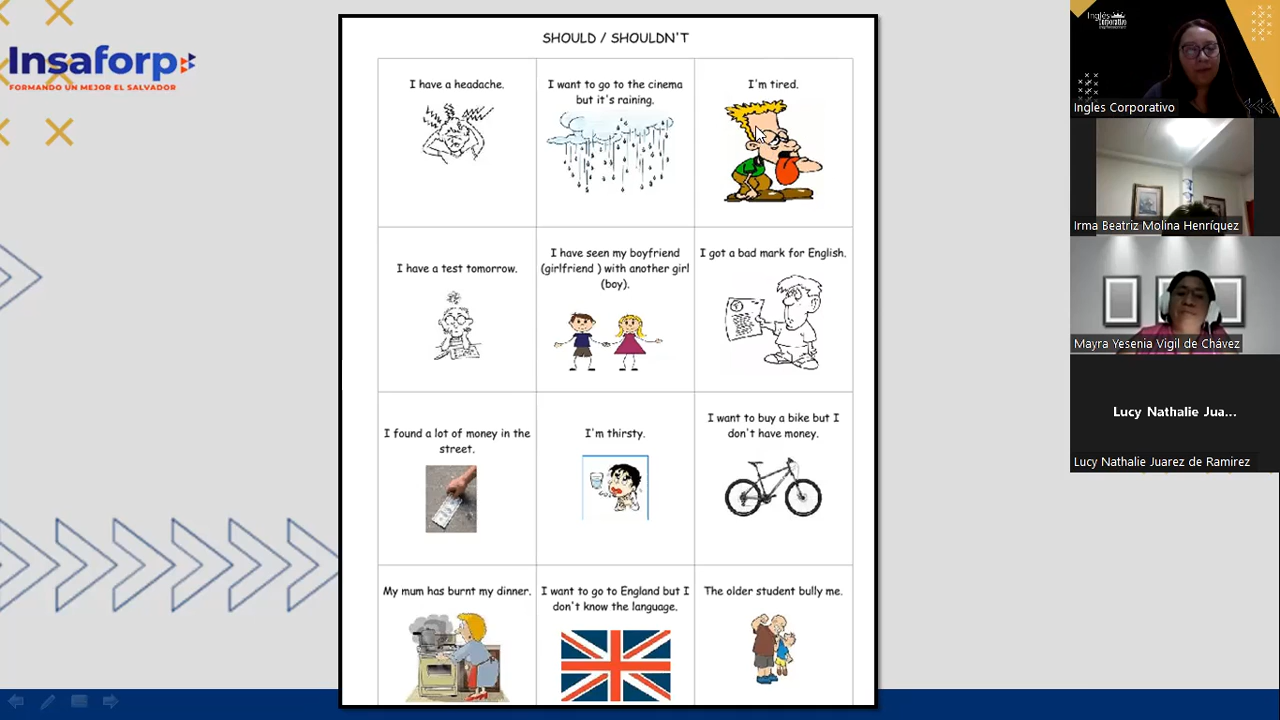 Insaforp
FORMANDO UN MEJOR EL SALVADOR
SHOULD / SHOULDN'T
I have a headache.
I want to go to the cinema
but it's raining.
I'm tired.
I have a test tomorrow.
I have seen my boyfriend
(girlfriend ) with another girl
(boy).
I got a bad mark for English.
I found a lot of money in the
street.
I'm thirsty.
I want to buy a bike but I
don't have money.
My mum has burnt my dinner.
I want to go to England but I
don't know the language.
The older student bully me.
Inglés
Corporativo
Ingles Corporativo
Irma Beatriz Molina Henríquez
Mayra Yesenia Vigil de Chávez
Lucy Nathalie Jua...
Lucy Nathalie Juarez de Ramirez